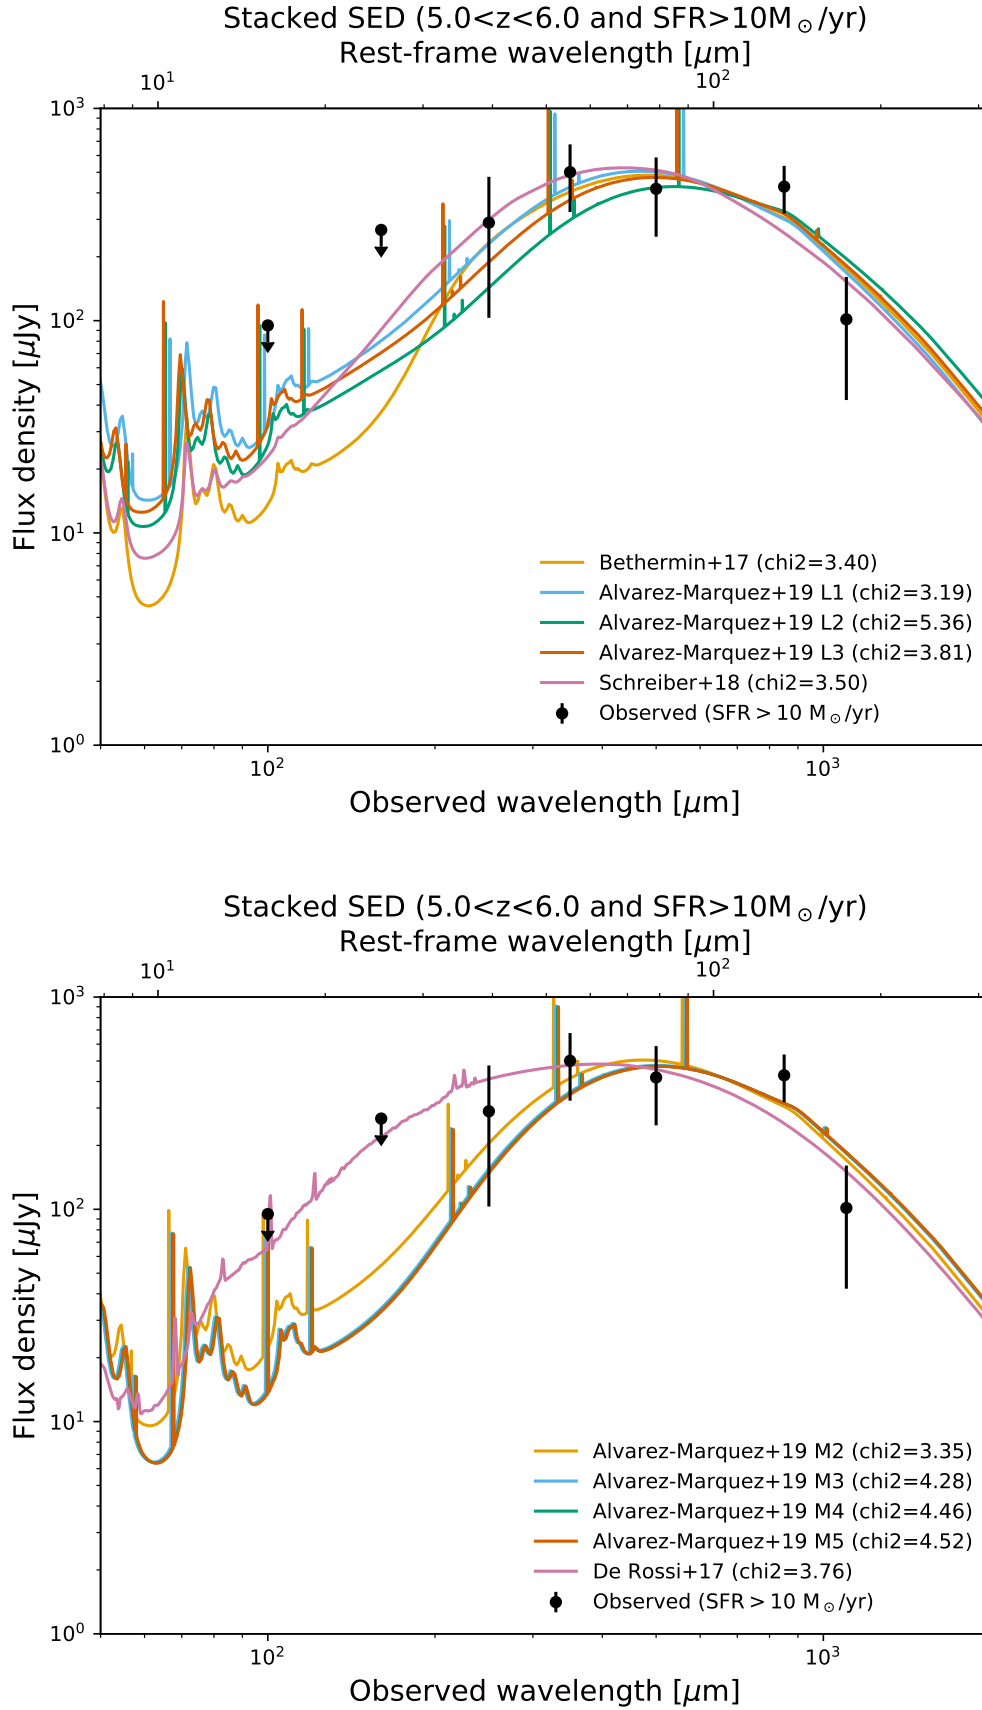 Stacked SED (5.0<z<6.0 and SFR>10M⊙/yr)
Rest-frame wavelength [μm]
10¹ 10²
10³
10²
10¹
10⁰
Flux density [μJy]
Bethermin+17 (chi2=3.40)
Alvarez-Marquez+19 L1 (chi2=3.19)
Alvarez-Marquez+19 L2 (chi2=5.36)
Alvarez-Marquez+19 L3 (chi2=3.81)
Schreiber+18 (chi2=3.50)
Observed (SFR > 10 M⊙/yr)
10² 10³
Observed wavelength [μm]
Stacked SED (5.0<z<6.0 and SFR>10M⊙/yr)
Rest-frame wavelength [μm]
10¹ 10²
10³
10²
10¹
10⁰
Flux density [μJy]
Alvarez-Marquez+19 M2 (chi2=3.35)
Alvarez-Marquez+19 M3 (chi2=4.28)
Alvarez-Marquez+19 M4 (chi2=4.46)
Alvarez-Marquez+19 M5 (chi2=4.52)
De Rossi+17 (chi2=3.76)
Observed (SFR > 10 M⊙/yr)
10² 10³
Observed wavelength [μm]